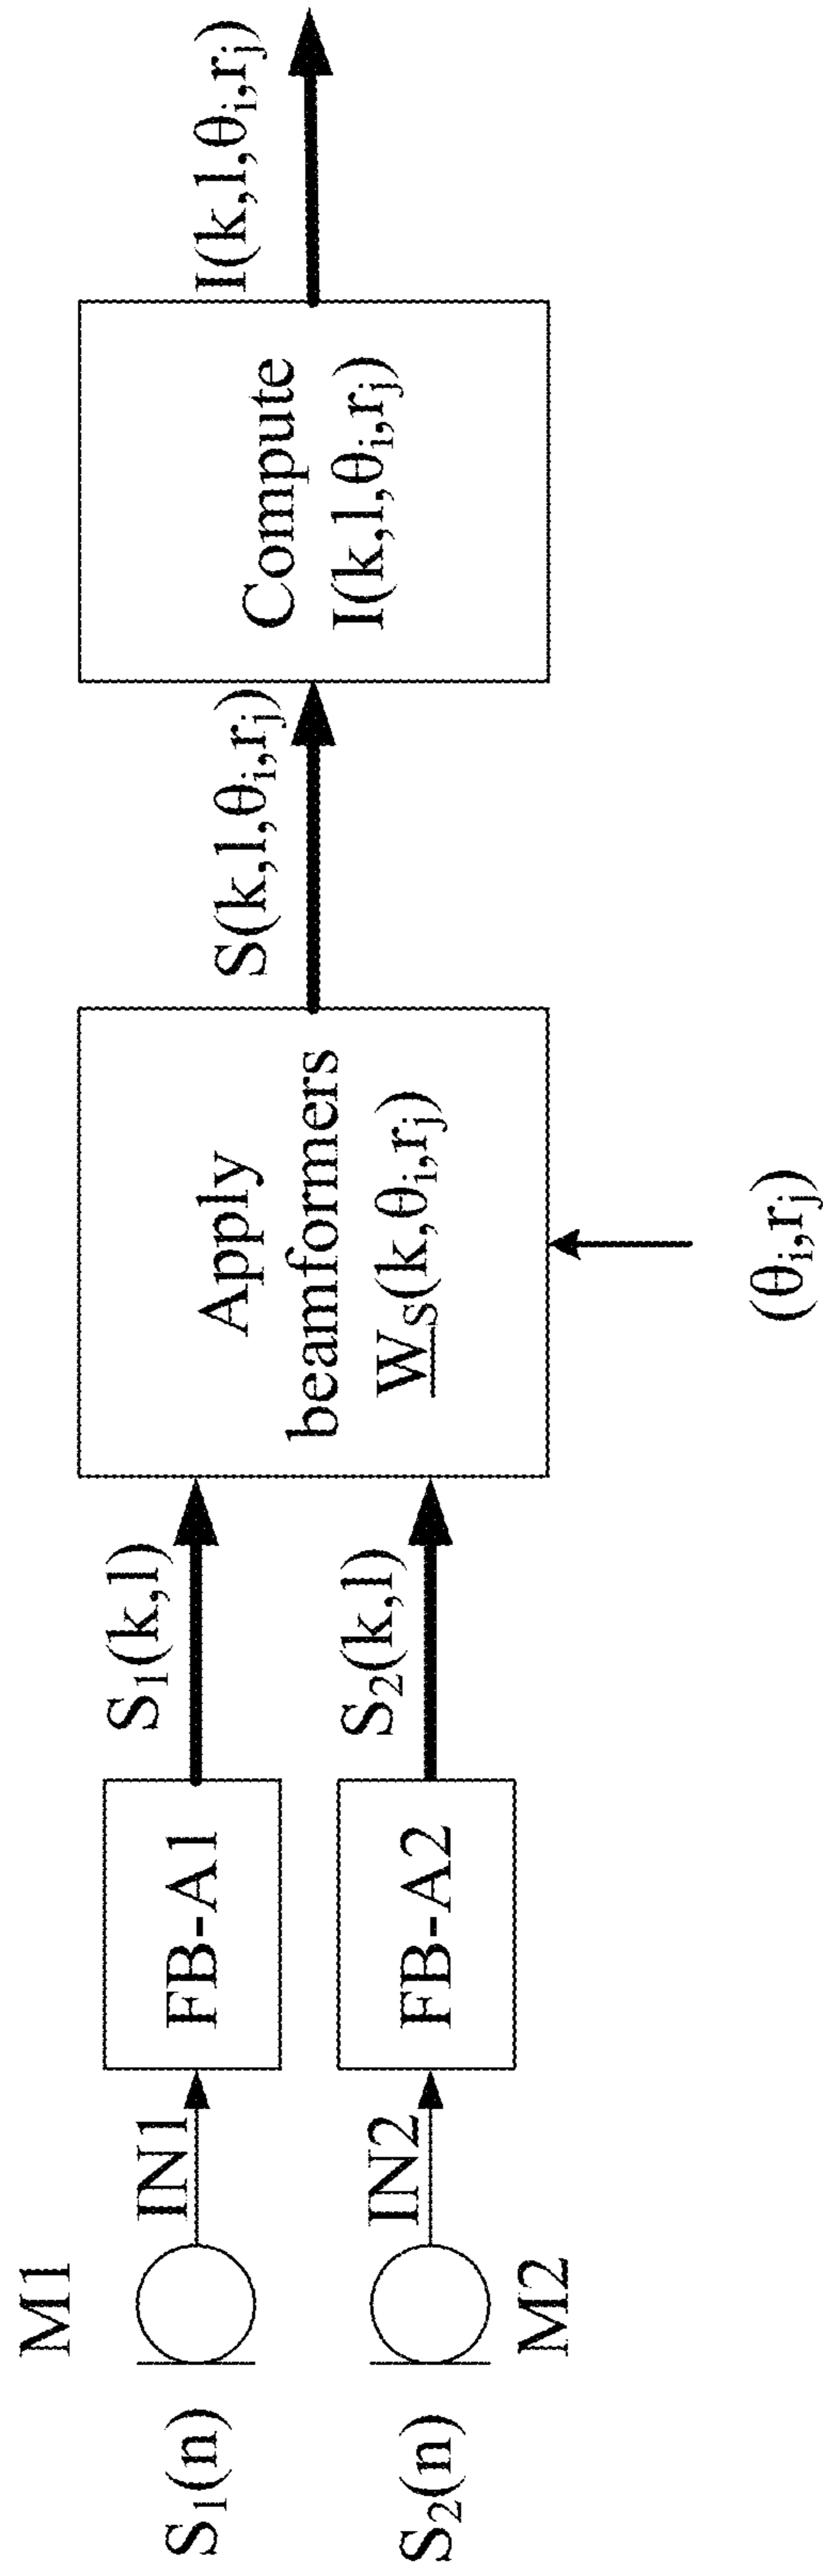 M1
S₁(n)
IN1
FB-A1
S₁(k,l)
S₂(n)
M2
IN2
FB-A2
S₂(k,l)
Apply
beamformers
W_S(k,θᵢ,rⱼ)
(θᵢ,rⱼ)
S(k,l,θᵢ,rⱼ)
Compute
I(k,l,θᵢ,rⱼ)
I(k,l,θᵢ,rⱼ)